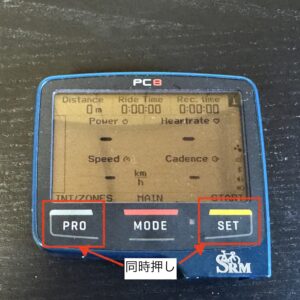 PC8
Distance Ride Time Rec. time
0 m 0:00:00 0:00:00
Power Heartrate
- -
Speed Cadence
- km/h -
INT/ZONES MAIN START
PRO MODE SET
同時押し
SRM